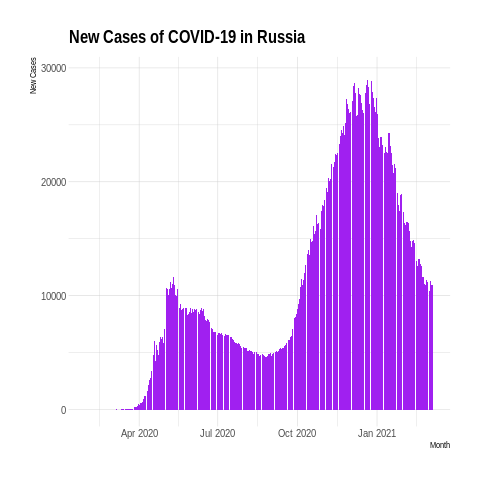 New Cases of COVID-19 in Russia
New Cases
30000
20000
10000
0
Apr 2020 Jul 2020 Oct 2020 Jan 2021
Month